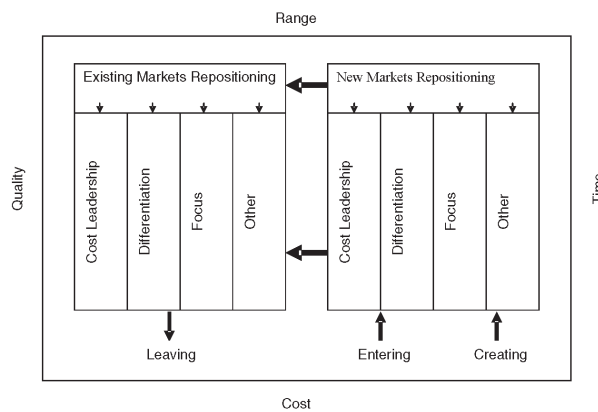 Range
Existing Markets Repositioning
New Markets Repositioning
Quality
Cost Leadership
Differentiation
Focus
Other
Cost Leadership
Differentiation
Focus
Other
Time
Leaving
Entering
Creating
Cost